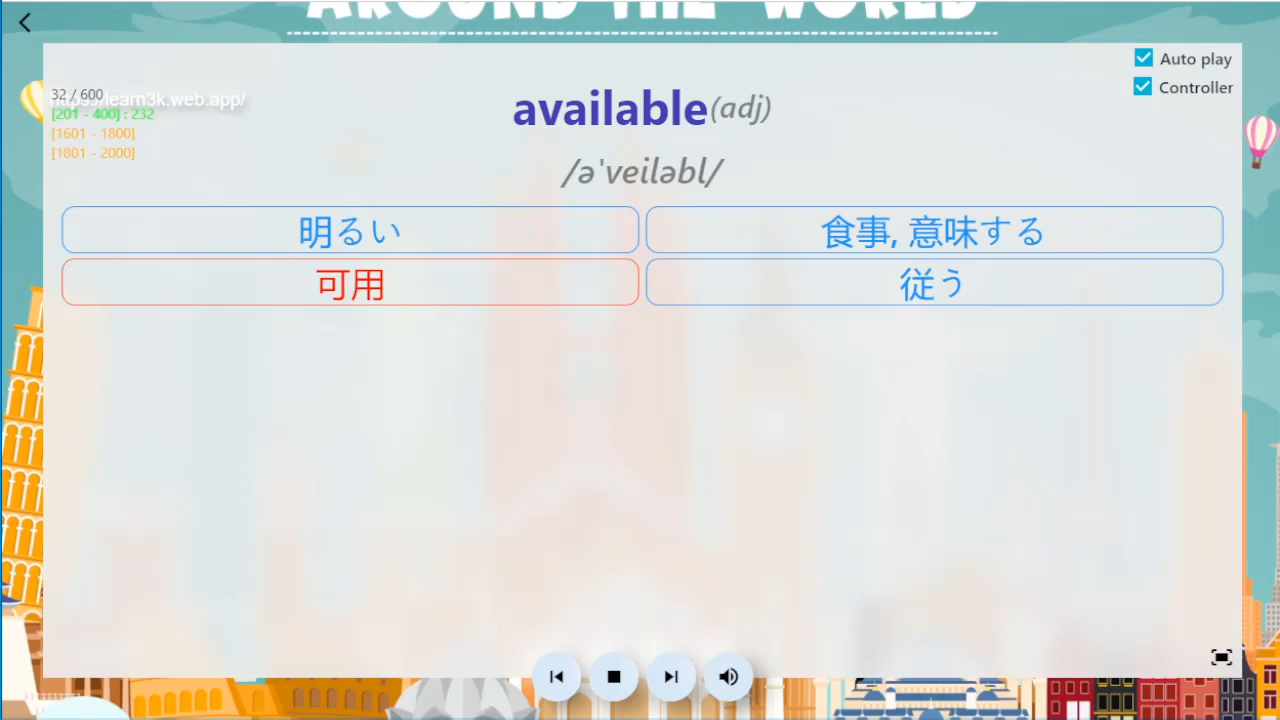 AROUND THE WORLD
Auto play
Controller
32 / 600
https://learn3k.web.app/
[201 - 400] : 232
[1601 - 1800]
[1801 - 2000]
available(adj)
/ə'veiləbl/
明るい
食事, 意味する
可用
従う